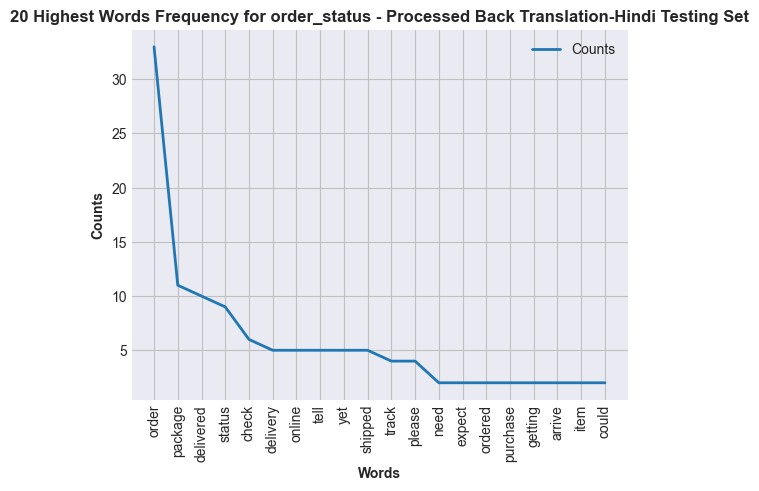 20 Highest Words Frequency for order_status - Processed Back Translation-Hindi Testing Set
Counts
Counts
30
25
20
15
10
5
order
package
delivered
status
check
delivery
online
tell
yet
shipped
track
please
need
expect
ordered
purchase
getting
arrive
item
could
Words